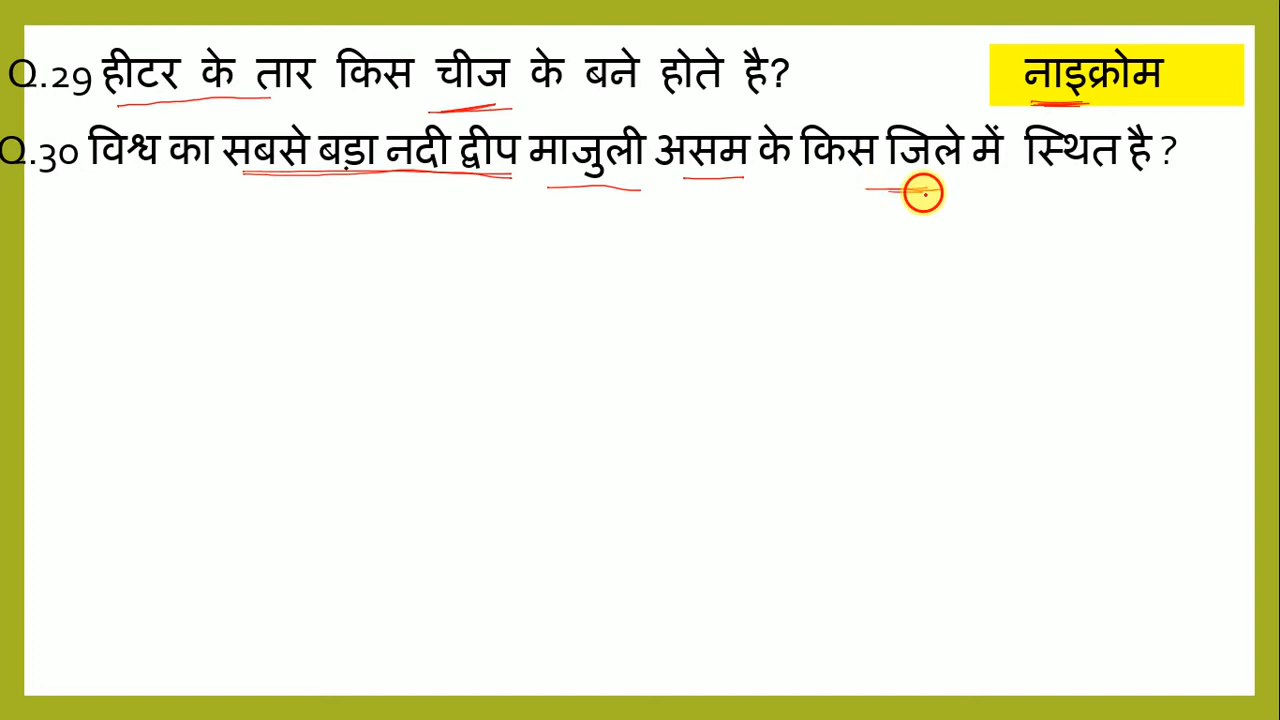 Q.29 हीटर के तार किस चीज के बने होते है? नाइक्रोम
Q.30 विश्व का सबसे बड़ा नदी द्वीप माजुली असम के किस जिले में स्थित है ?